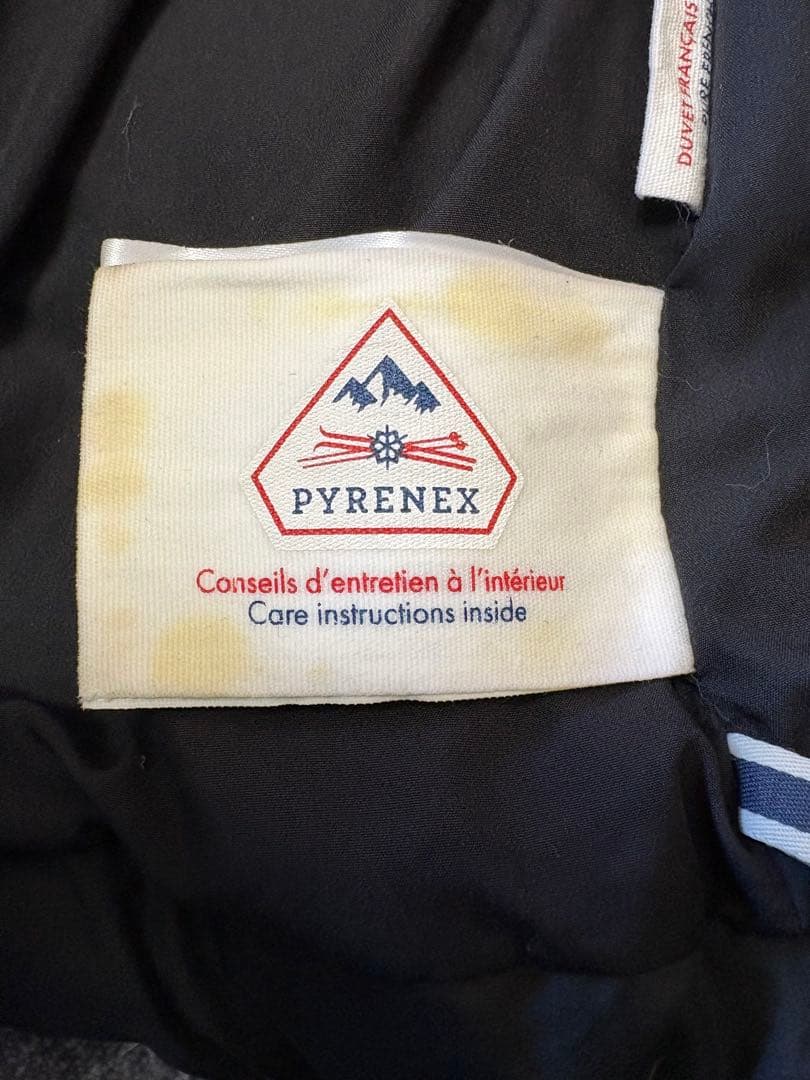 DUVET FRANÇAIS
PYRENEX
Conseils d'entretien à l'intérieur
Care instructions inside